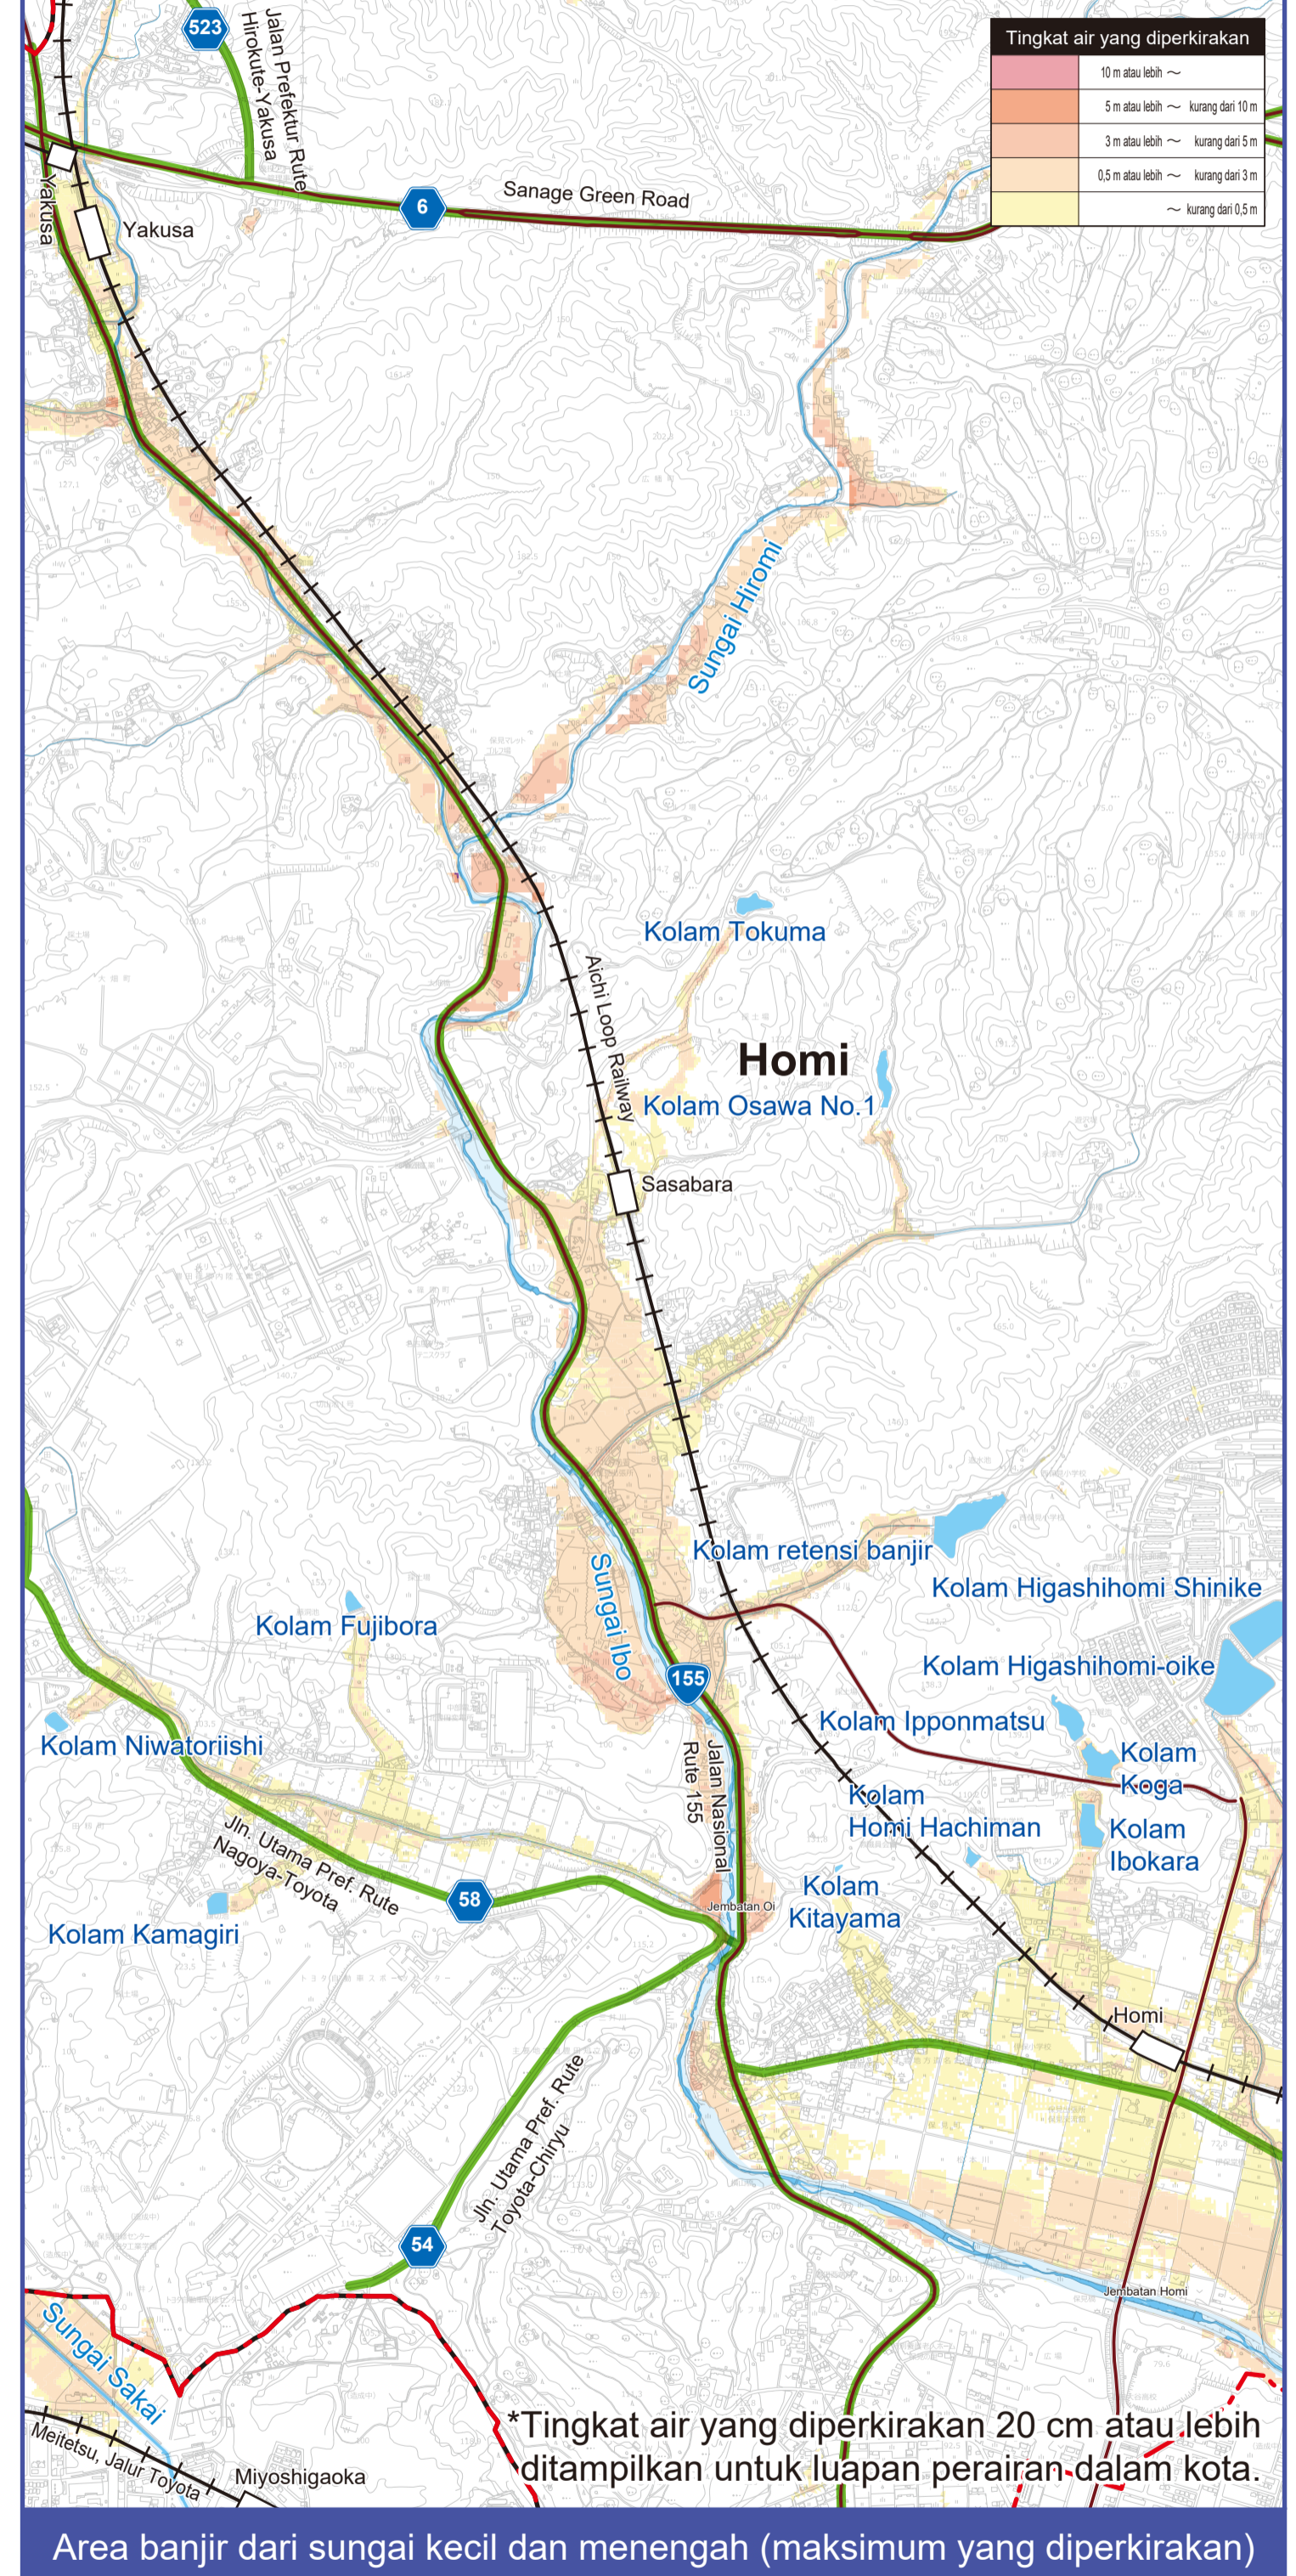 523
Jalan Prefektur Rute
Hirokute-Yakusa
Tingkat air yang diperkirakan
10 m atau lebih ～
5 m atau lebih ～ kurang dari 10 m
3 m atau lebih ～ kurang dari 5 m
0,5 m atau lebih ～ kurang dari 3 m
～ kurang dari 0,5 m
Yakusa
Yakusa
6
Sanage Green Road
Sungai Hiromi
Kolam Tokuma
Aichi Loop Railway
Homi
Kolam Osawa No.1
Sasabara
Kolam retensi banjir
Kolam Higashihomi Shinike
Sungai Ibo
Kolam Fujibora
Kolam Higashihomi-oike
155
Kolam Ipponmatsu
Kolam Niwatoriishi
Kolam
Koga
Jalan Nasional
Rute 155
Kolam
Homi Hachiman
Kolam
Ibokara
Jln. Utama Pref. Rute
Nagoya-Toyota
58
Kolam
Kitayama
Jembatan Oi
Kolam Kamagiri
Homi
Jln. Utama Pref. Rute
Toyota-Chiryu
54
Jembatan Homi
Sungai Sakai
Meitetsu, Jalur Toyota
Miyoshigaoka
*Tingkat air yang diperkirakan 20 cm atau lebih
ditampilkan untuk luapan perairan dalam kota.
Area banjir dari sungai kecil dan menengah (maksimum yang diperkirakan)